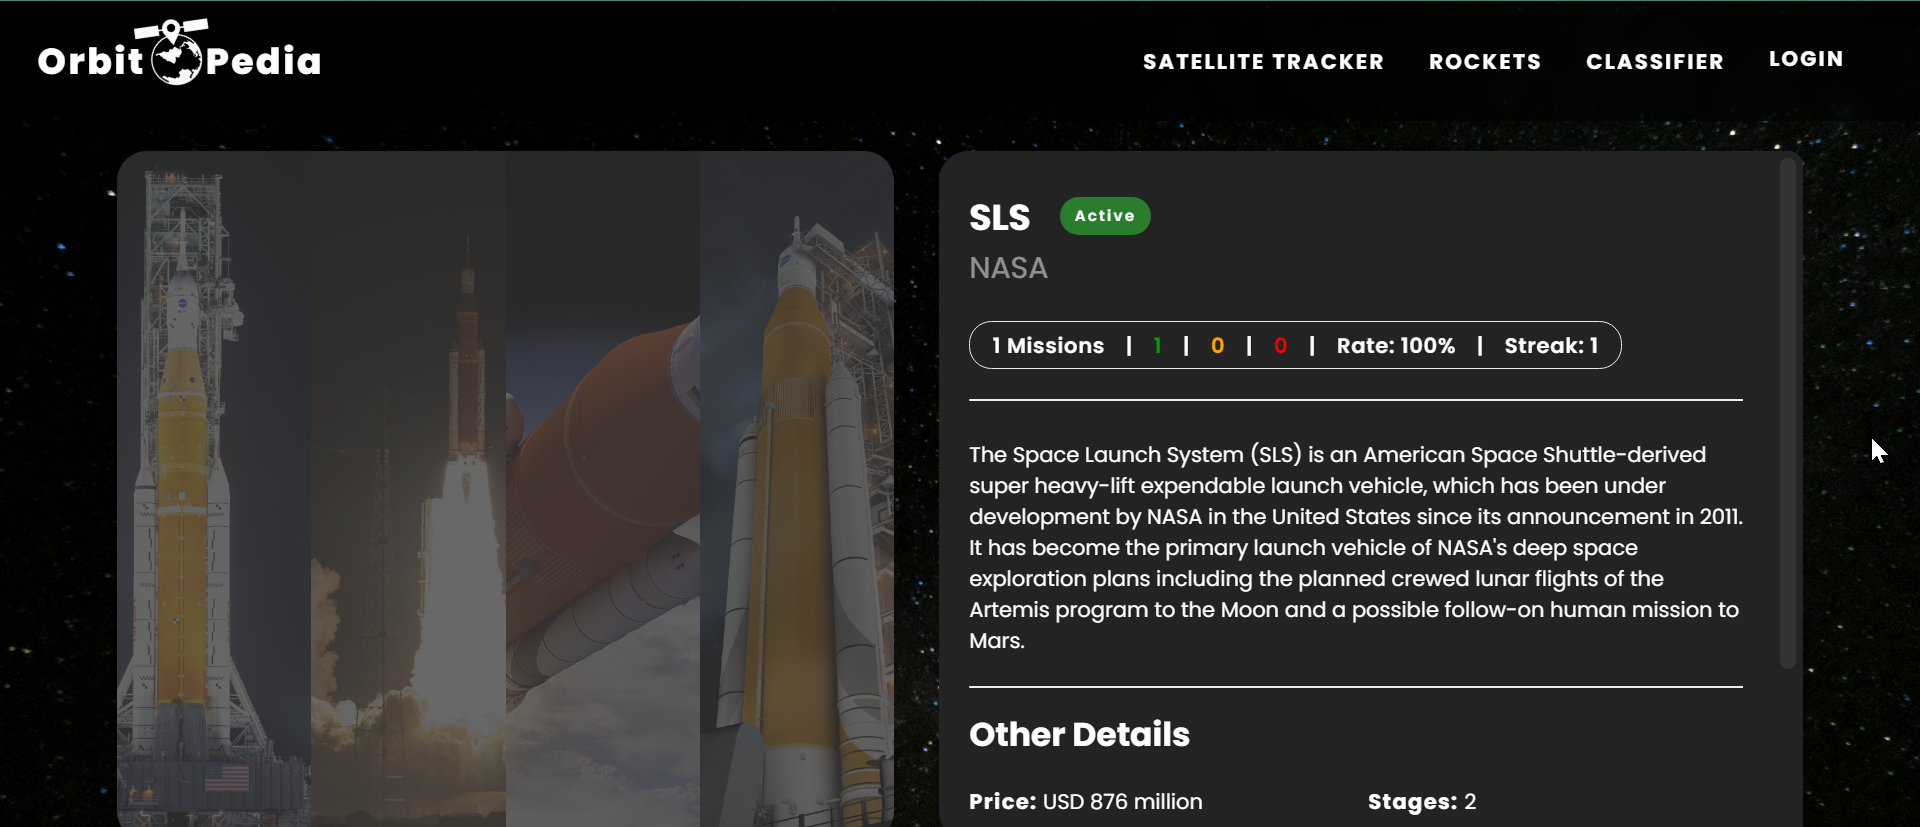 Orbit Pedia
SATELLITE TRACKER ROCKETS CLASSIFIER LOGIN
SLS Active
NASA
1 Missions | 1 | 0 | 0 | Rate: 100% | Streak: 1
The Space Launch System (SLS) is an American Space Shuttle-derived
super heavy-lift expendable launch vehicle, which has been under
development by NASA in the United States since its announcement in 2011.
It has become the primary launch vehicle of NASA's deep space
exploration plans including the planned crewed lunar flights of the
Artemis program to the Moon and a possible follow-on human mission to
Mars.
Other Details
Price: USD 876 million Stages: 2